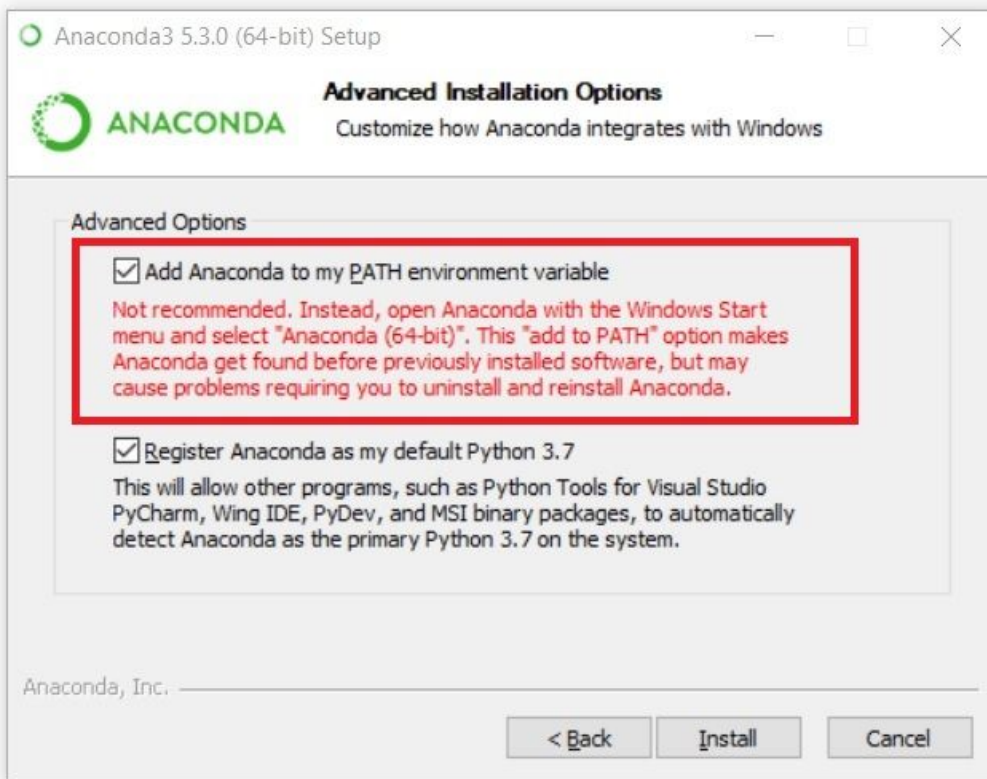 Anaconda3 5.3.0 (64-bit) Setup
ANACONDA
Advanced Installation Options
Customize how Anaconda integrates with Windows
Advanced Options
Add Anaconda to my PATH environment variable
Not recommended. Instead, open Anaconda with the Windows Start
menu and select "Anaconda (64-bit)". This "add to PATH" option makes
Anaconda get found before previously installed software, but may
cause problems requiring you to uninstall and reinstall Anaconda.
Register Anaconda as my default Python 3.7
This will allow other programs, such as Python Tools for Visual Studio
PyCharm, Wing IDE, PyDev, and MSI binary packages, to automatically
detect Anaconda as the primary Python 3.7 on the system.
Anaconda, Inc.
< Back
Install
Cancel